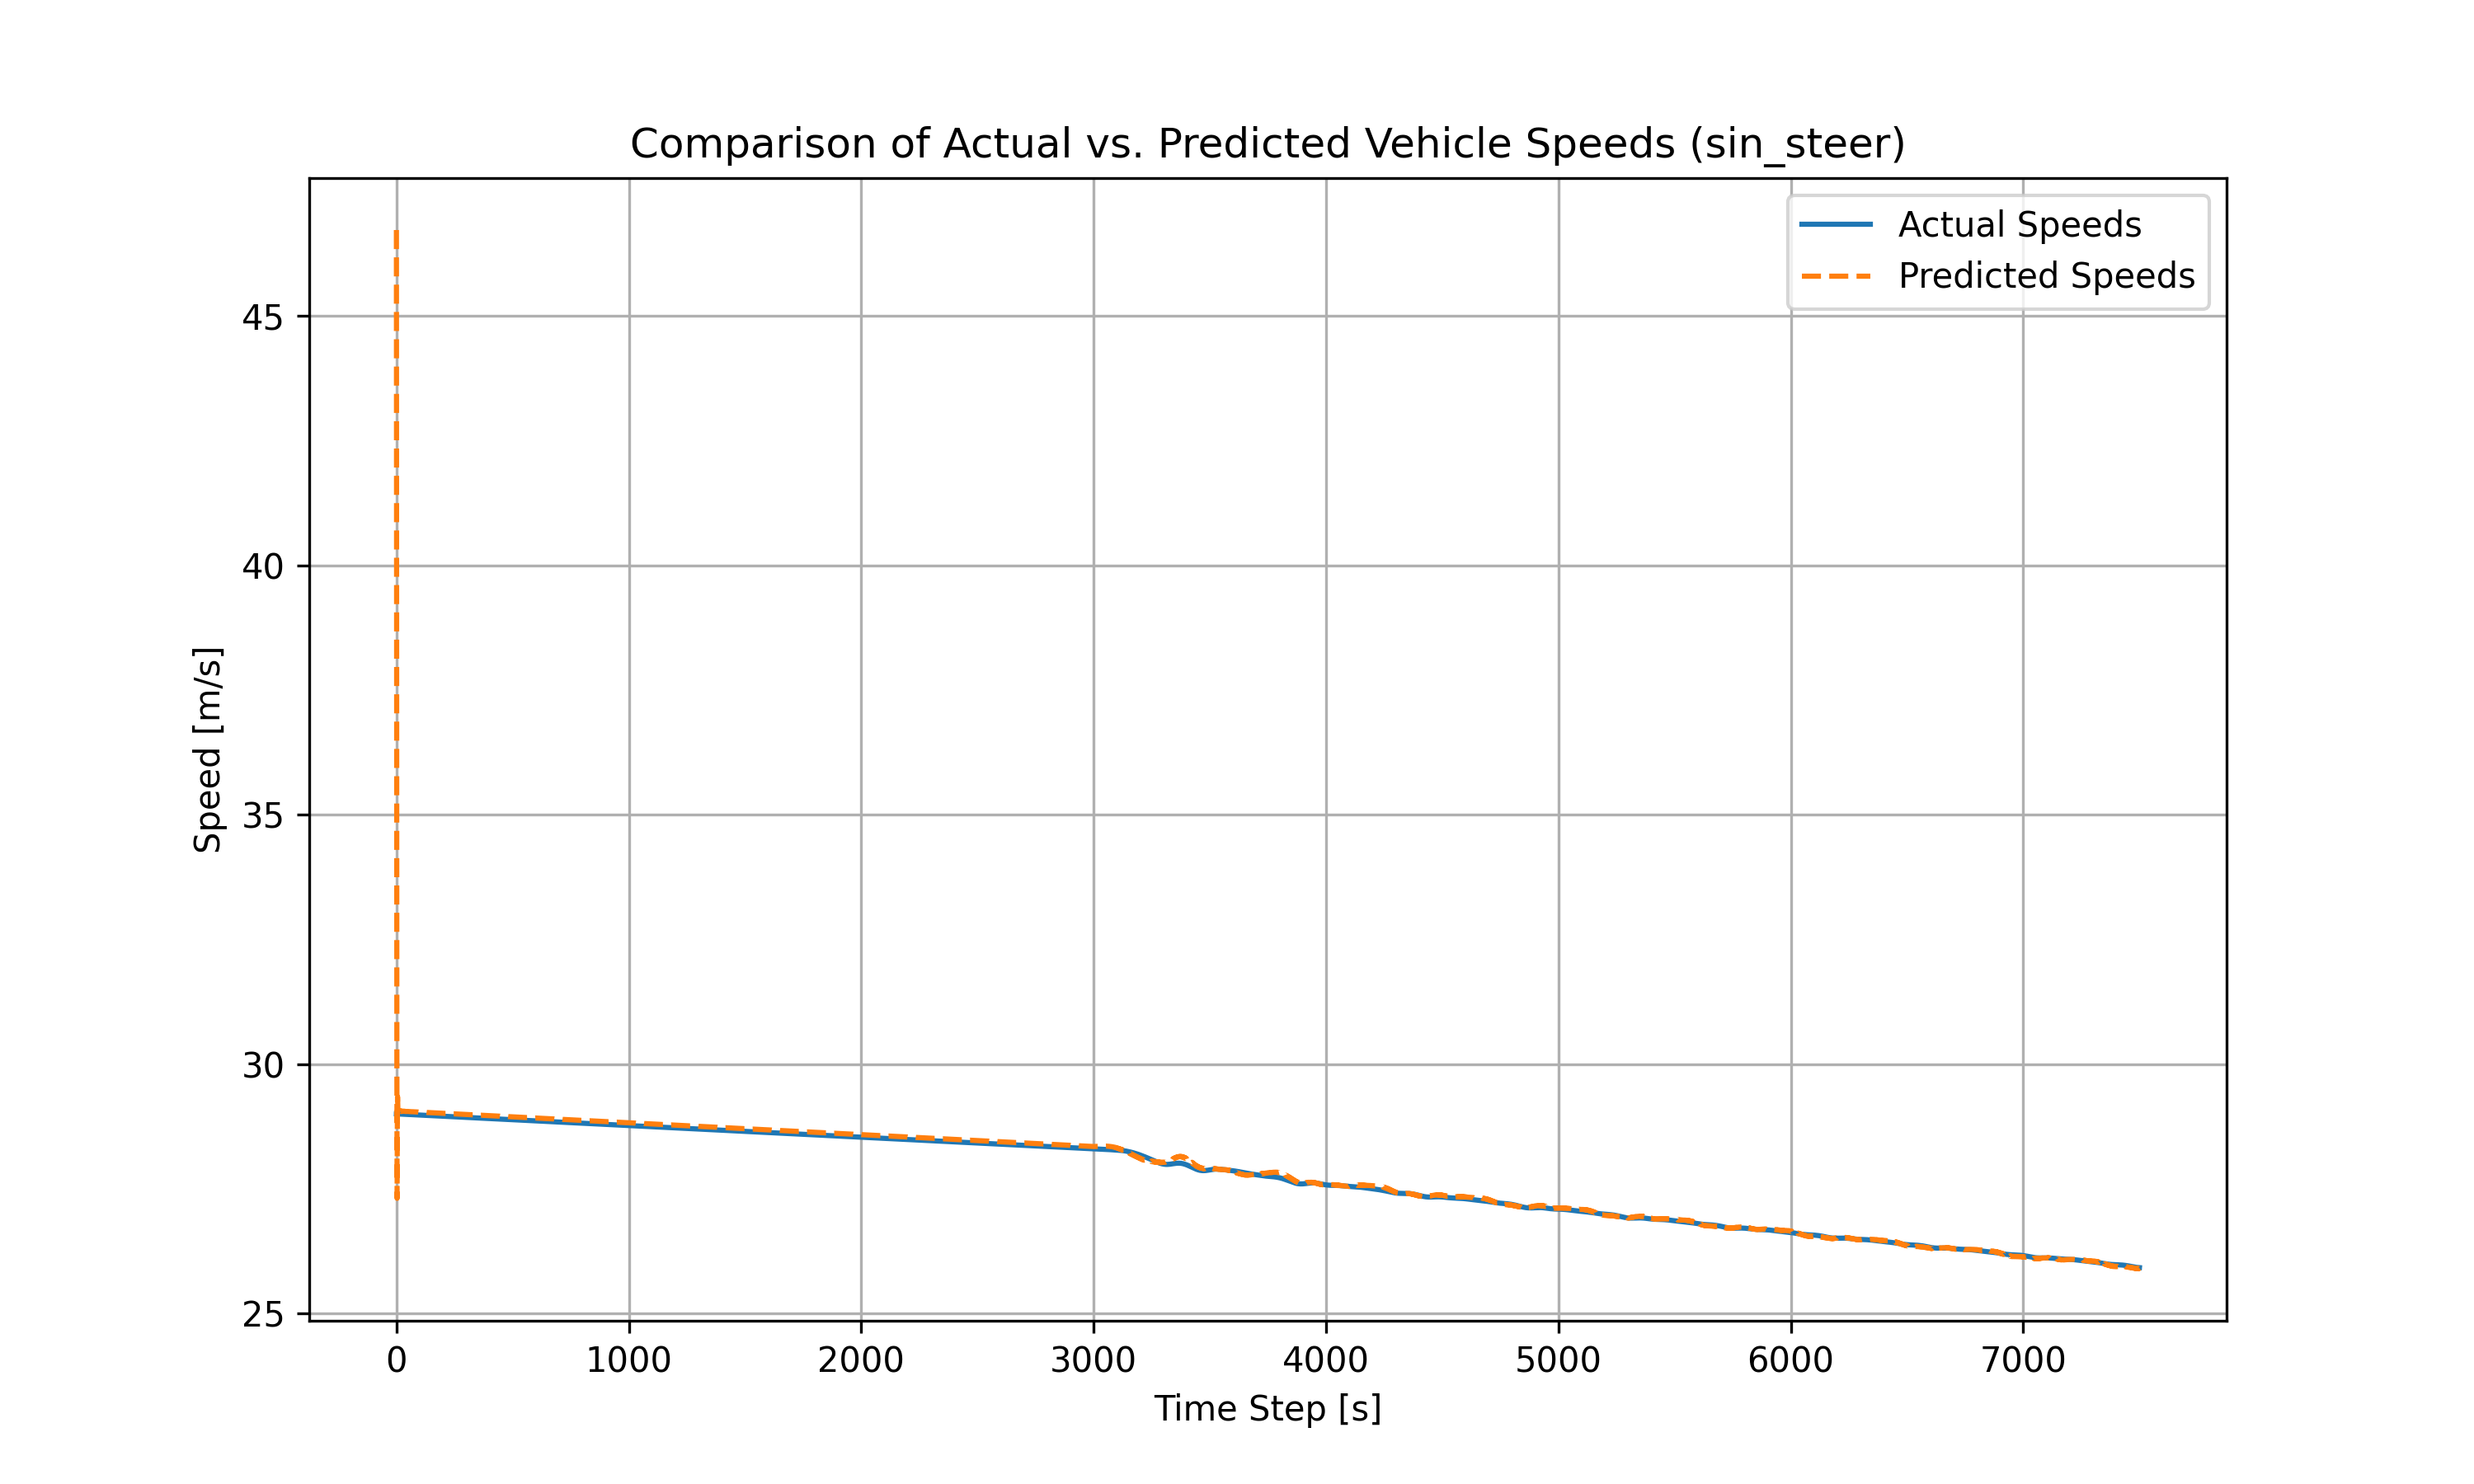 Comparison of Actual vs. Predicted Vehicle Speeds (sin_steer)
Actual Speeds
Predicted Speeds
45
40
35
30
25
Speed [m/s]
0 1000 2000 3000 4000 5000 6000 7000
Time Step [s]